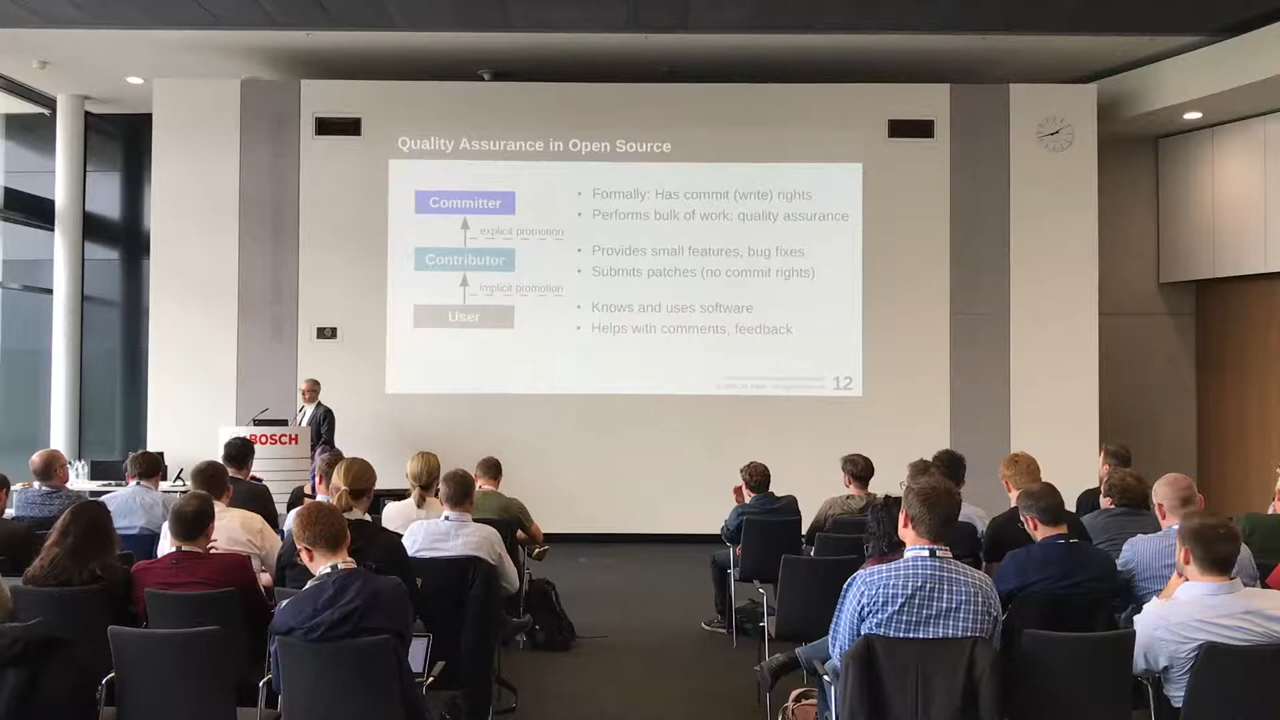 Quality Assurance in Open Source
Committer
• Formally: Has commit (write) rights
• Performs bulk of work; quality assurance
explicit promotion
Contributor
• Provides small features, bug fixes
• Submits patches (no commit rights)
implicit promotion
User
• Knows and uses software
• Helps with comments, feedback
12
BOSCH